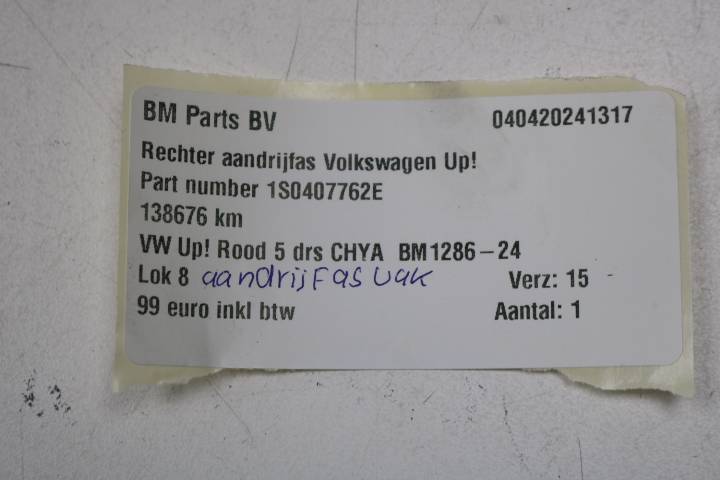 BM Parts BV 040420241317
Rechter aandrijfas Volkswagen Up!
Part number 1S0407762E
138676 km
VW Up! Rood 5 drs CHYA BM1286-24
Lok 8 aandrijfas vak Verz: 15
99 euro inkl btw Aantal: 1